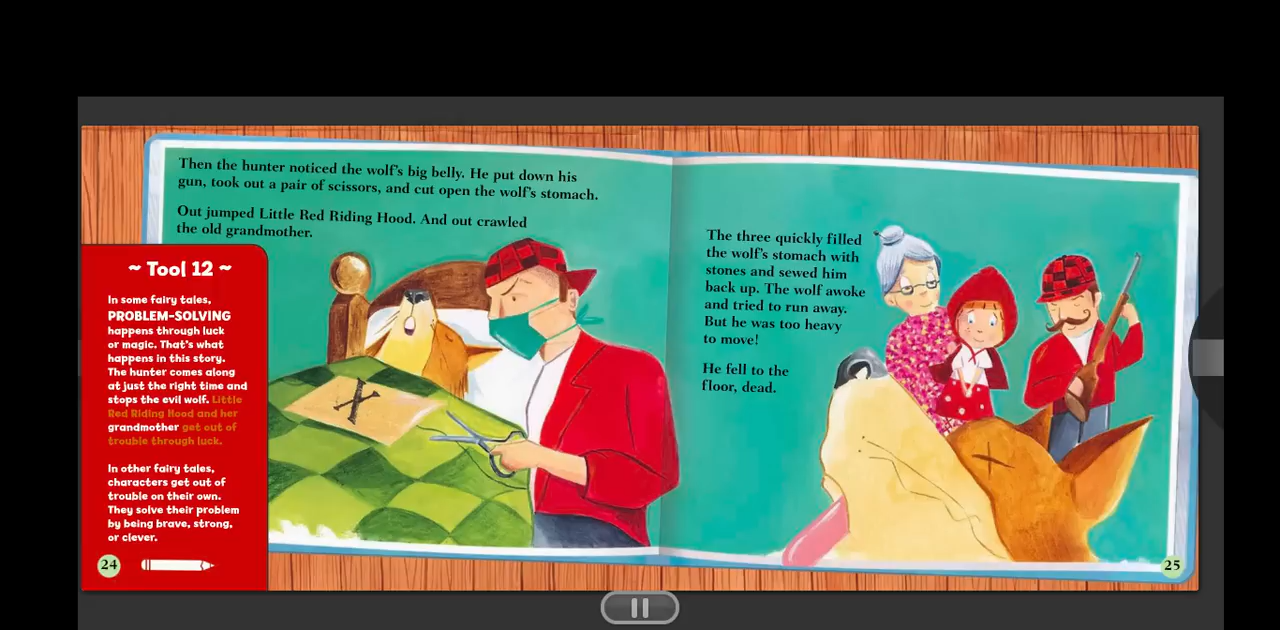 Then the hunter noticed the wolf's big belly. He put down his
gun, took out a pair of scissors, and cut open the wolf's stomach.
Out jumped Little Red Riding Hood. And out crawled
the old grandmother.
~ Tool 12 ~
In some fairy tales,
PROBLEM-SOLVING
happens through luck
or magic. That's what
happens in this story.
The hunter comes along
at just the right time and
stops the evil wolf. Little
Red Riding Hood and her
grandmother get out of
trouble through luck.
In other fairy tales,
characters get out of
trouble on their own.
They solve their problem
by being brave, strong,
or clever.
24
X
The three quickly filled
the wolf's stomach with
stones and sewed him
back up. The wolf awoke
and tried to run away.
But he was too heavy
to move!
He fell to the
floor, dead.
25